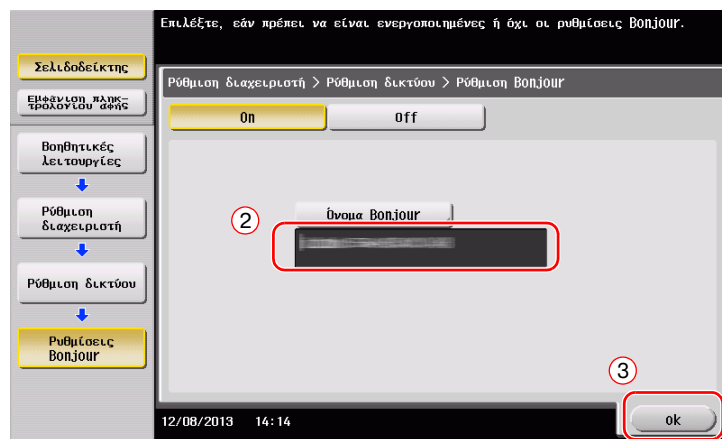 Επιλέξτε, εάν πρέπει να είναι ενεργοποιημένες ή όχι οι ρυθμίσεις Bonjour.
Σελιδοδείκτης
Εμφάνιση πληκ-
τρολογίου αφής
Ρύθμιση διαχειριστή > Ρύθμιση δικτύου > Ρύθμιση Bonjour
On
Off
Βοηθητικές
λειτουργίες
Ρύθμιση
διαχειριστή
Ρύθμιση δικτύου
Ρυθμίσεις
Bonjour
2
Όνομα Bonjour
3
12/08/2013 14:14
ok